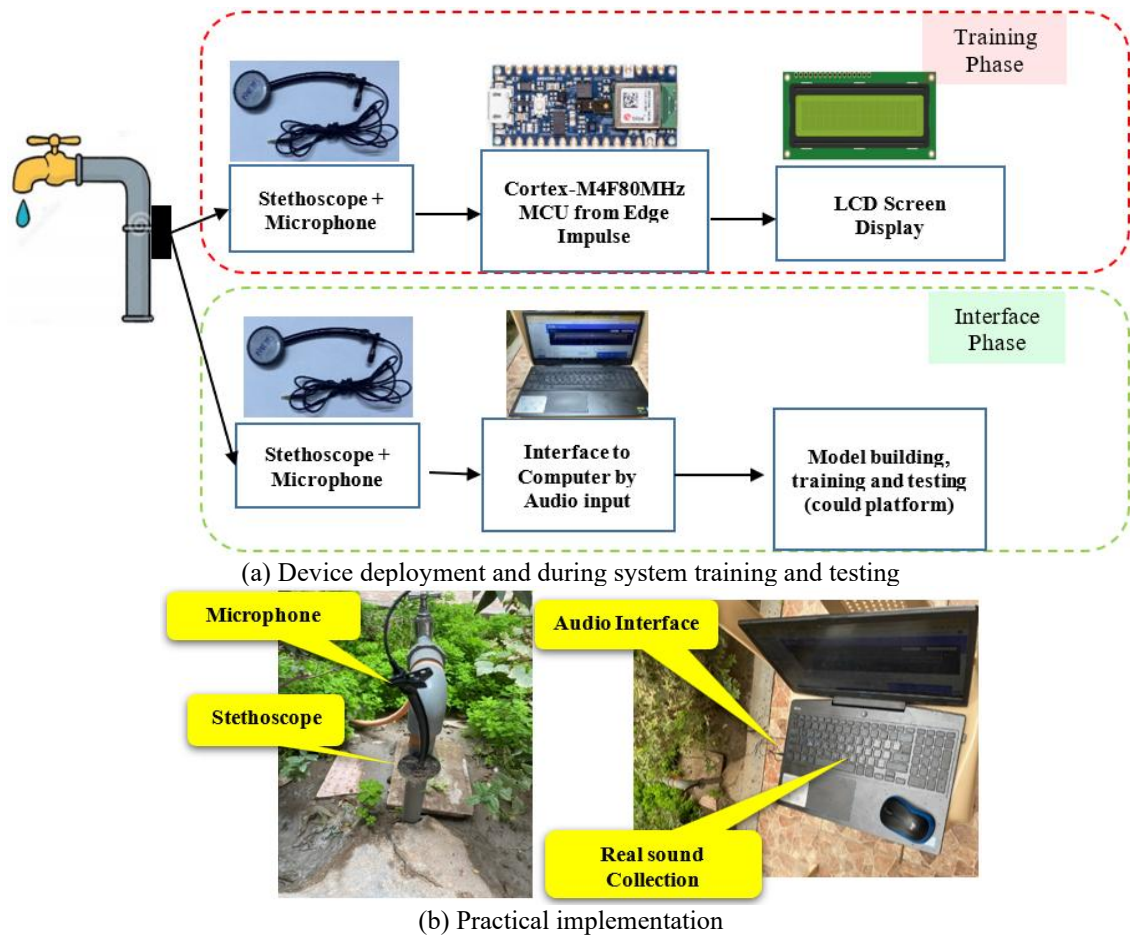 Training
Phase
Stethoscope +
Microphone
Cortex-M4F80MHz
MCU from Edge
Impulse
LCD Screen
Display
Interface
Phase
Stethoscope +
Microphone
Interface to
Computer by
Audio input
Model building,
training and testing
(could platform)
(a) Device deployment and during system training and testing
Microphone
Stethoscope
Audio Interface
Real sound
Collection
(b) Practical implementation